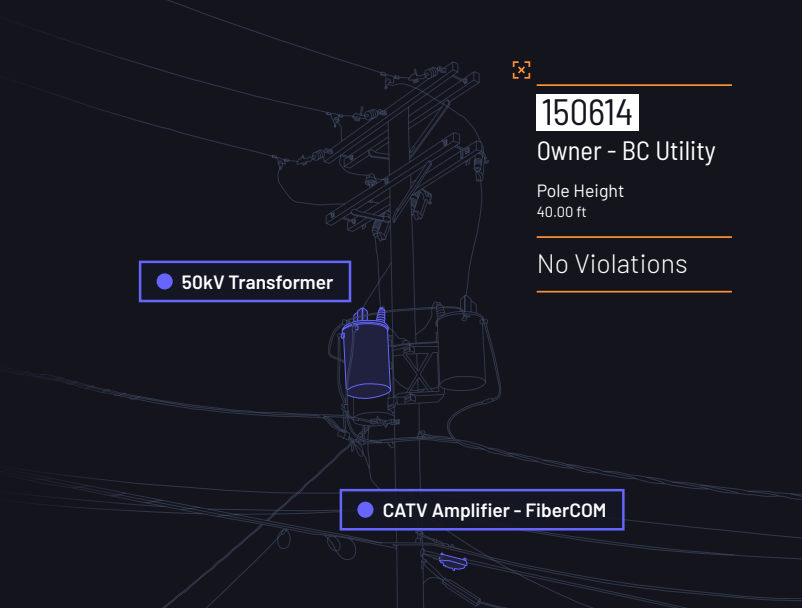 150614
Owner - BC Utility
Pole Height
40.00 ft
No Violations
50kV Transformer
CATV Amplifier - FiberCOM